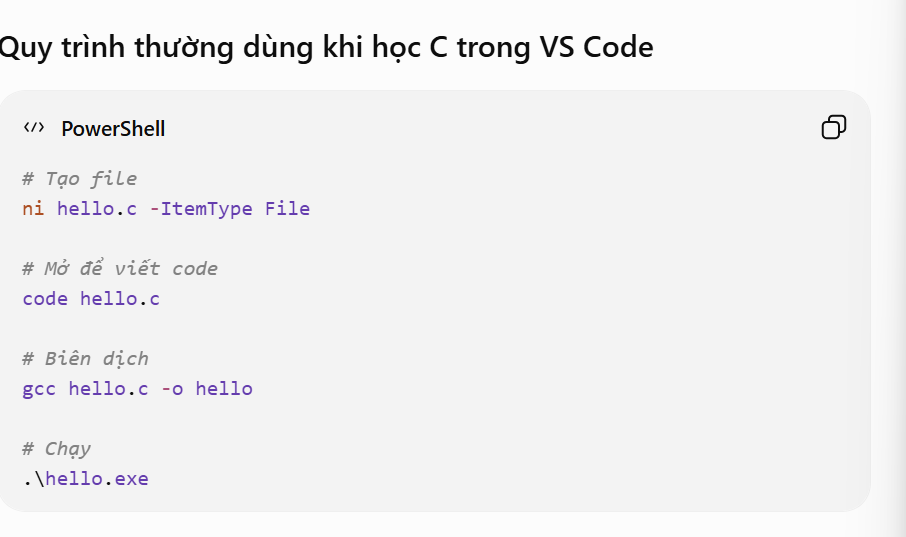 Quy trình thường dùng khi học C trong VS Code
PowerShell
# Tạo file
ni hello.c -ItemType File
# Mở để viết code
code hello.c
# Biên dịch
gcc hello.c -o hello
# Chạy
.\hello.exe